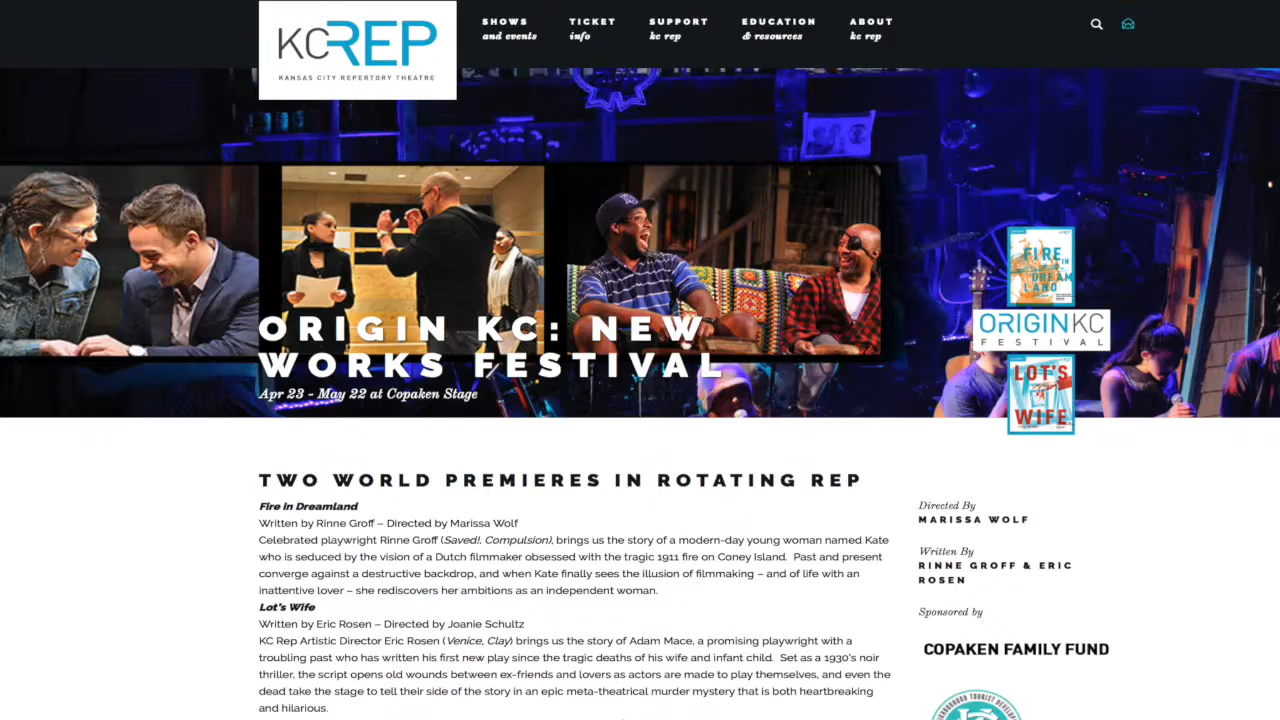 KCREP
KANSAS CITY REPERTORY THEATRE
SHOWS
and events
TICKET
info
SUPPORT
kc rep
EDUCATION
& resources
ABOUT
kc rep
FIRE IN
DREAM
LAND
ORIGINKC
FESTIVAL
LOT'S
WIFE
ORIGIN KC: NEW
WORKS FESTIVAL
Apr 23 - May 22 at Copaken Stage
TWO WORLD PREMIERES IN ROTATING REP
Fire in Dreamland
Written by Rinne Groff – Directed by Marissa Wolf
Celebrated playwright Rinne Groff (Saved!, Compulsion), brings us the story of a modern-day young woman named Kate
who is seduced by the vision of a Dutch filmmaker obsessed with the tragic 1911 fire on Coney Island. Past and present
converge against a destructive backdrop, and when Kate finally sees the illusion of filmmaking – and of life with an
inattentive lover – she rediscovers her ambitions as an independent woman.
Lot's Wife
Written by Eric Rosen – Directed by Joanie Schultz
KC Rep Artistic Director Eric Rosen (Venice, Clay) brings us the story of Adam Mace, a promising playwright with a
troubling past who has written his first new play since the tragic deaths of his wife and infant child. Set as a 1930's noir
thriller, the script opens old wounds between ex-friends and lovers as actors are made to play themselves, and even the
dead take the stage to tell their side of the story in an epic meta-theatrical murder mystery that is both heartbreaking
and hilarious.
Directed By
MARISSA WOLF
Written By
RINNE GROFF & ERIC
ROSEN
Sponsored by
COPAKEN FAMILY FUND